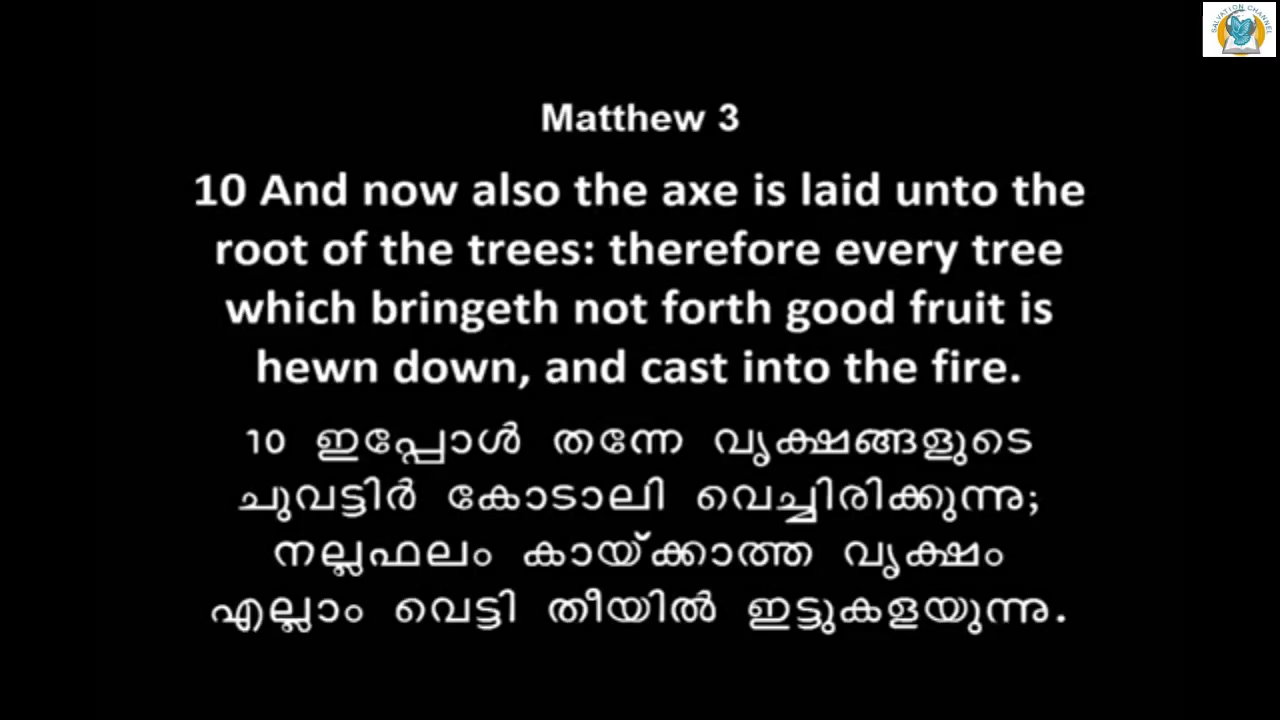 SALVATION CHANNEL
Matthew 3
10 And now also the axe is laid unto the
root of the trees: therefore every tree
which bringeth not forth good fruit is
hewn down, and cast into the fire.
10 ഇപ്പോൾ തന്നേ വൃക്ഷങ്ങളുടെ
ചുവട്ടിർ കോടാലി വെച്ചിരിക്കുന്നു;
നല്ലഫലം കായ്ക്കാത്ത വൃക്ഷം
എല്ലാം വെട്ടി തീയിൽ ഇട്ടുകളയുന്നു.